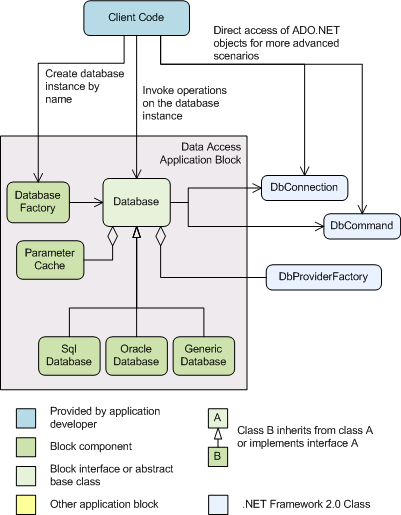 Client Code
Direct access of ADO.NET
objects for more advanced
scenarios
Create database
instance by
name
Invoke operations
on the database
instance
Data Access
Application Block
Database
Factory
Database
DbConnection
DbCommand
Parameter
Cache
DbProviderFactory
Sql
Database
Oracle
Database
Generic
Database
Provided by application
developer
Block component
Block interface or abstract
base class
Other application block
A
B
Class B inherits from class A
or implements interface A
.NET Framework 2.0 Class